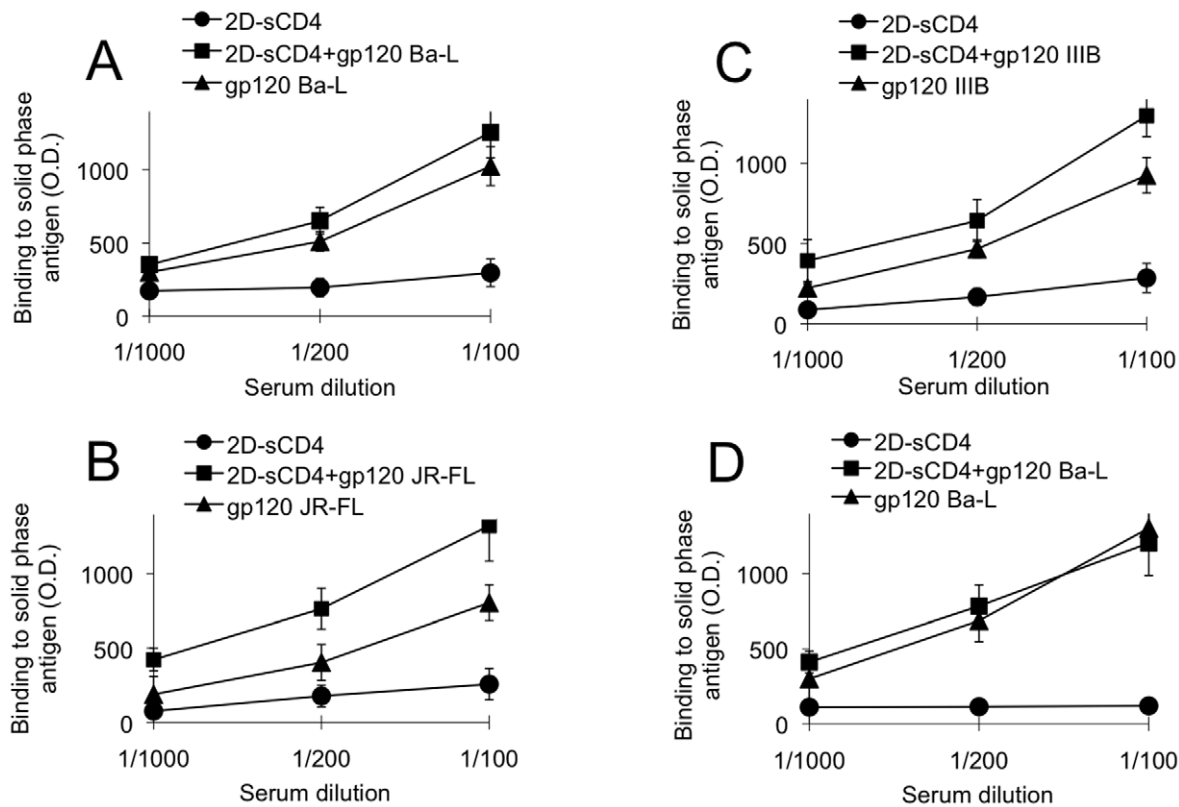 A
2D-sCD4
2D-sCD4+gp120 Ba-L
gp120 Ba-L
Binding to solid phase
antigen (O.D.)
1000
500
0
1/1000 1/200 1/100
Serum dilution
B
2D-sCD4
2D-sCD4+gp120 JR-FL
gp120 JR-FL
Binding to solid phase
antigen (O.D.)
1000
500
0
1/1000 1/200 1/100
Serum dilution
C
2D-sCD4
2D-sCD4+gp120 IIIB
gp120 IIIB
Binding to solid phase
antigen (O.D.)
1000
500
0
1/1000 1/200 1/100
Serum dilution
D
2D-sCD4
2D-sCD4+gp120 Ba-L
gp120 Ba-L
Binding to solid phase
antigen (O.D.)
1000
500
0
1/1000 1/200 1/100
Serum dilution